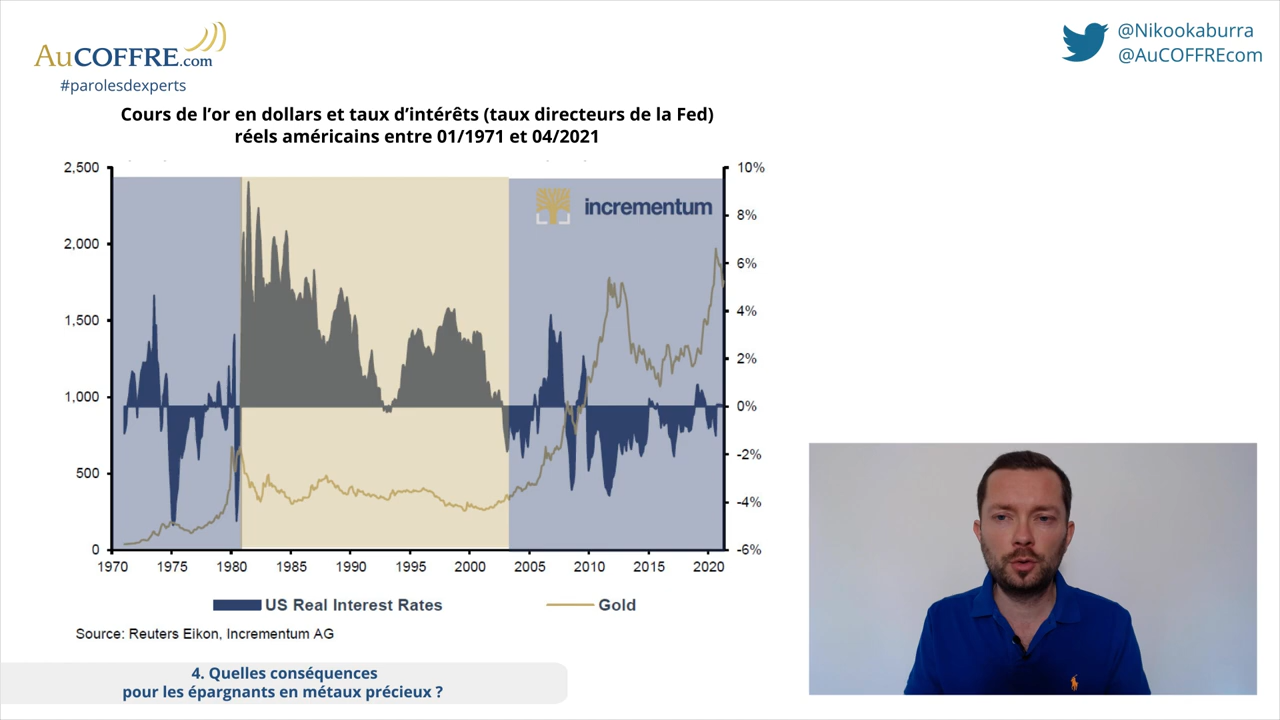 AuCOFFRE.com
#parolesdexperts
@Nikookaburra
@AuCOFFREcom
Cours de l'or en dollars et taux d'intérêts (taux directeurs de la Fed)
réels américains entre 01/1971 et 04/2021
2,500
2,000
1,500
1,000
500
0
10%
8%
6%
4%
2%
0%
-2%
-4%
-6%
incrementum
1970 1975 1980 1985 1990 1995 2000 2005 2010 2015 2020
US Real Interest Rates Gold
Source: Reuters Eikon, Incrementum AG
4. Quelles conséquences
pour les épargnants en métaux précieux ?